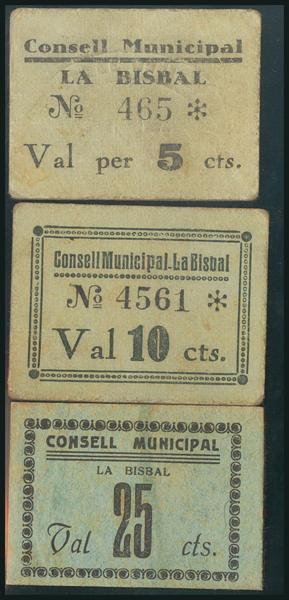 Consell Municipal
LA BISBAL
Nº 465 *
Val per 5 cts.
Consell Municipal-La Bisbal
Nº 4561 *
Val 10 cts.
CONSELL MUNICIPAL
LA BISBAL
Val 25 cts.